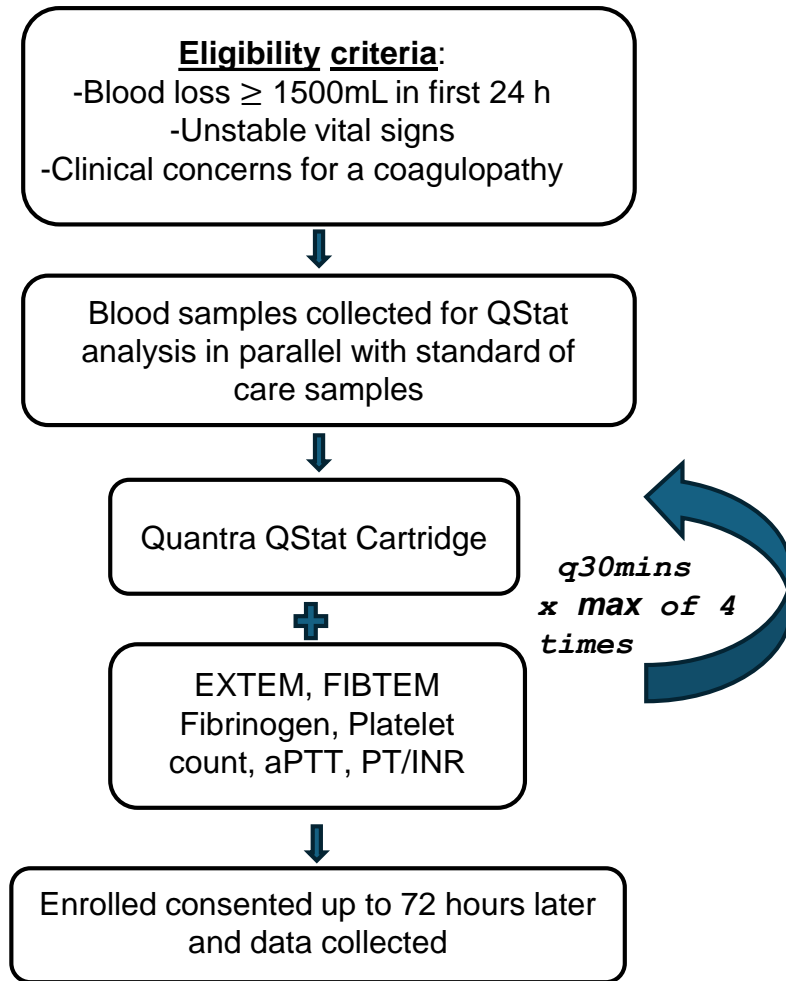 Eligibility criteria:
-Blood loss ≥ 1500mL in first 24 h
-Unstable vital signs
-Clinical concerns for a coagulopathy
Blood samples collected for QStat
analysis in parallel with standard of
care samples
Quantra QStat Cartridge
q30mins
x max of 4
times
EXTEM, FIBTEM
Fibrinogen, Platelet
count, aPTT, PT/INR
Enrolled consented up to 72 hours later
and data collected